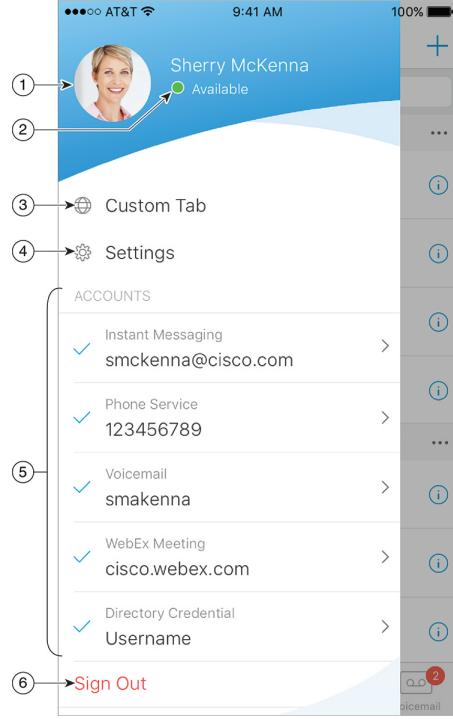 ●●●○○ AT&T 9:41 AM 100%
Sherry McKenna
1
Available
2
3 Custom Tab
4 Settings
ACCOUNTS
Instant Messaging
smckenna@cisco.com
Phone Service
123456789
5
Voicemail
smakenna
WebEx Meeting
cisco.webex.com
Directory Credential
Username
2
6 Sign Out
oicemail